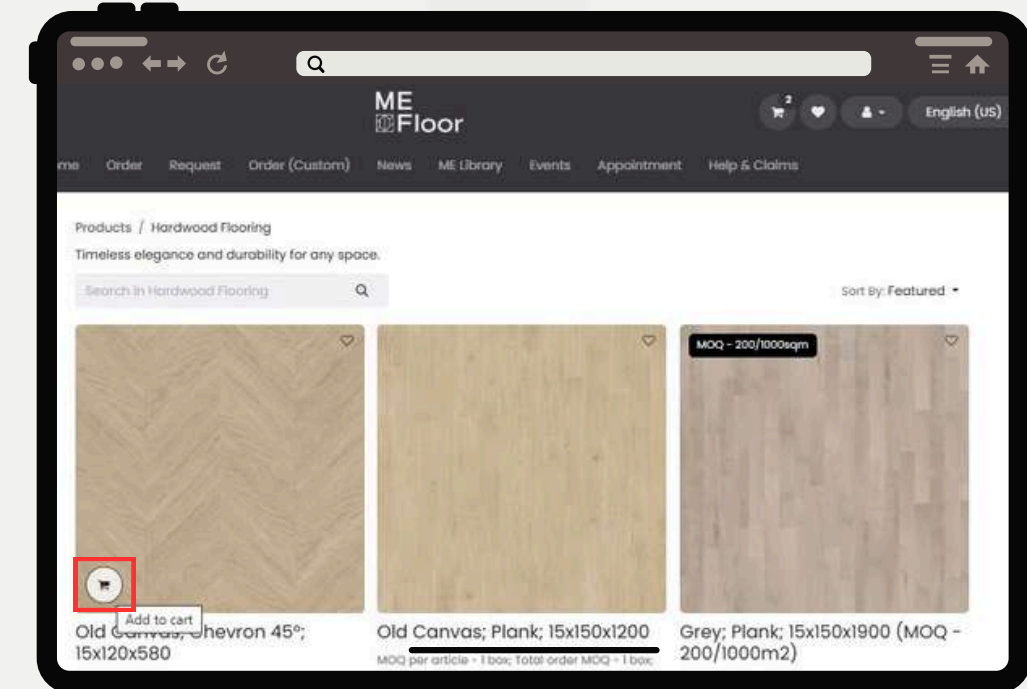 ME
Floor
2
English (US)
Order Request Order (Custom) News ME Library Events Appointment Help & Claims
Products / Hardwood Flooring
Timeless elegance and durability for any space.
Search in Hardwood Flooring
Sort By: Featured
MOQ - 200/1000sqm
Add to cart
Old Canvas; Chevron 45°;
15x120x580
Old Canvas; Plank; 15x150x1200
MOQ per article - 1 box; Total order MOQ - 1 box;
Grey; Plank; 15x150x1900 (MOQ -
200/1000m2)